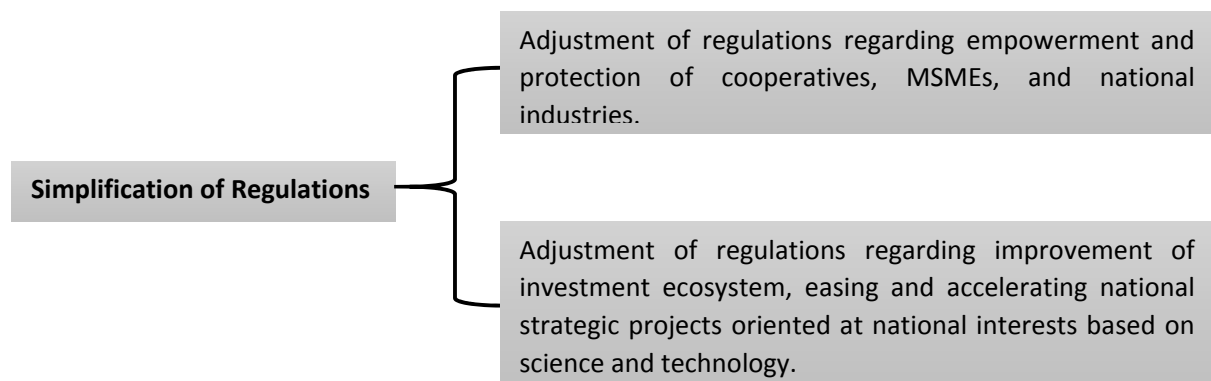 Adjustment of regulations regarding empowerment and
protection of cooperatives, MSMEs, and national
industries.
Simplification of Regulations
Adjustment of regulations regarding improvement of
investment ecosystem, easing and accelerating national
strategic projects oriented at national interests based on
science and technology.